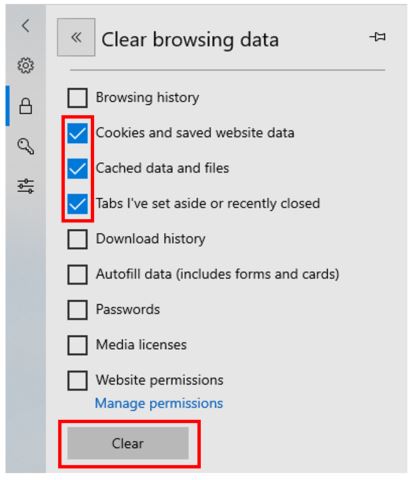 Clear browsing data
Browsing history
Cookies and saved website data
Cached data and files
Tabs I've set aside or recently closed
Download history
Autofill data (includes forms and cards)
Passwords
Media licenses
Website permissions
Manage permissions
Clear